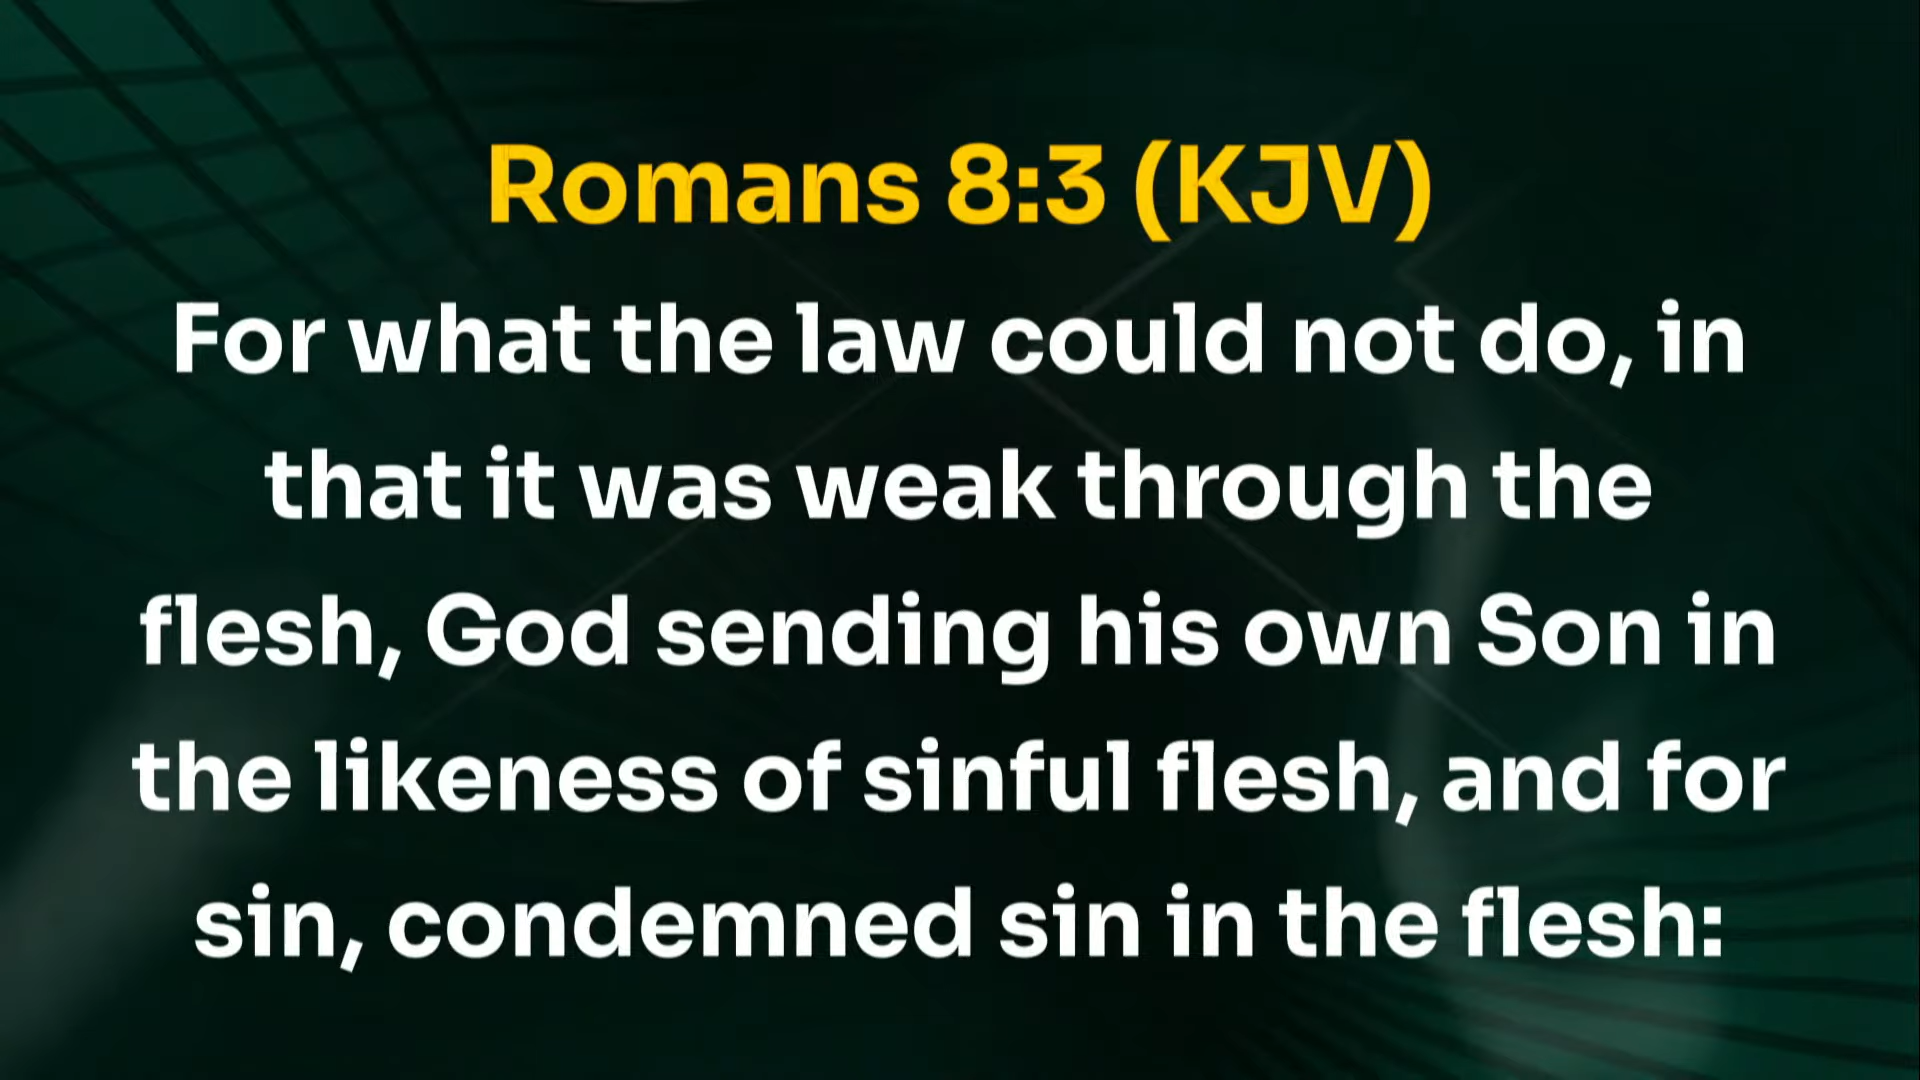 Romans 8:3 (KJV)
For what the law could not do, in
that it was weak through the
flesh, God sending his own Son in
the likeness of sinful flesh, and for
sin, condemned sin in the flesh: